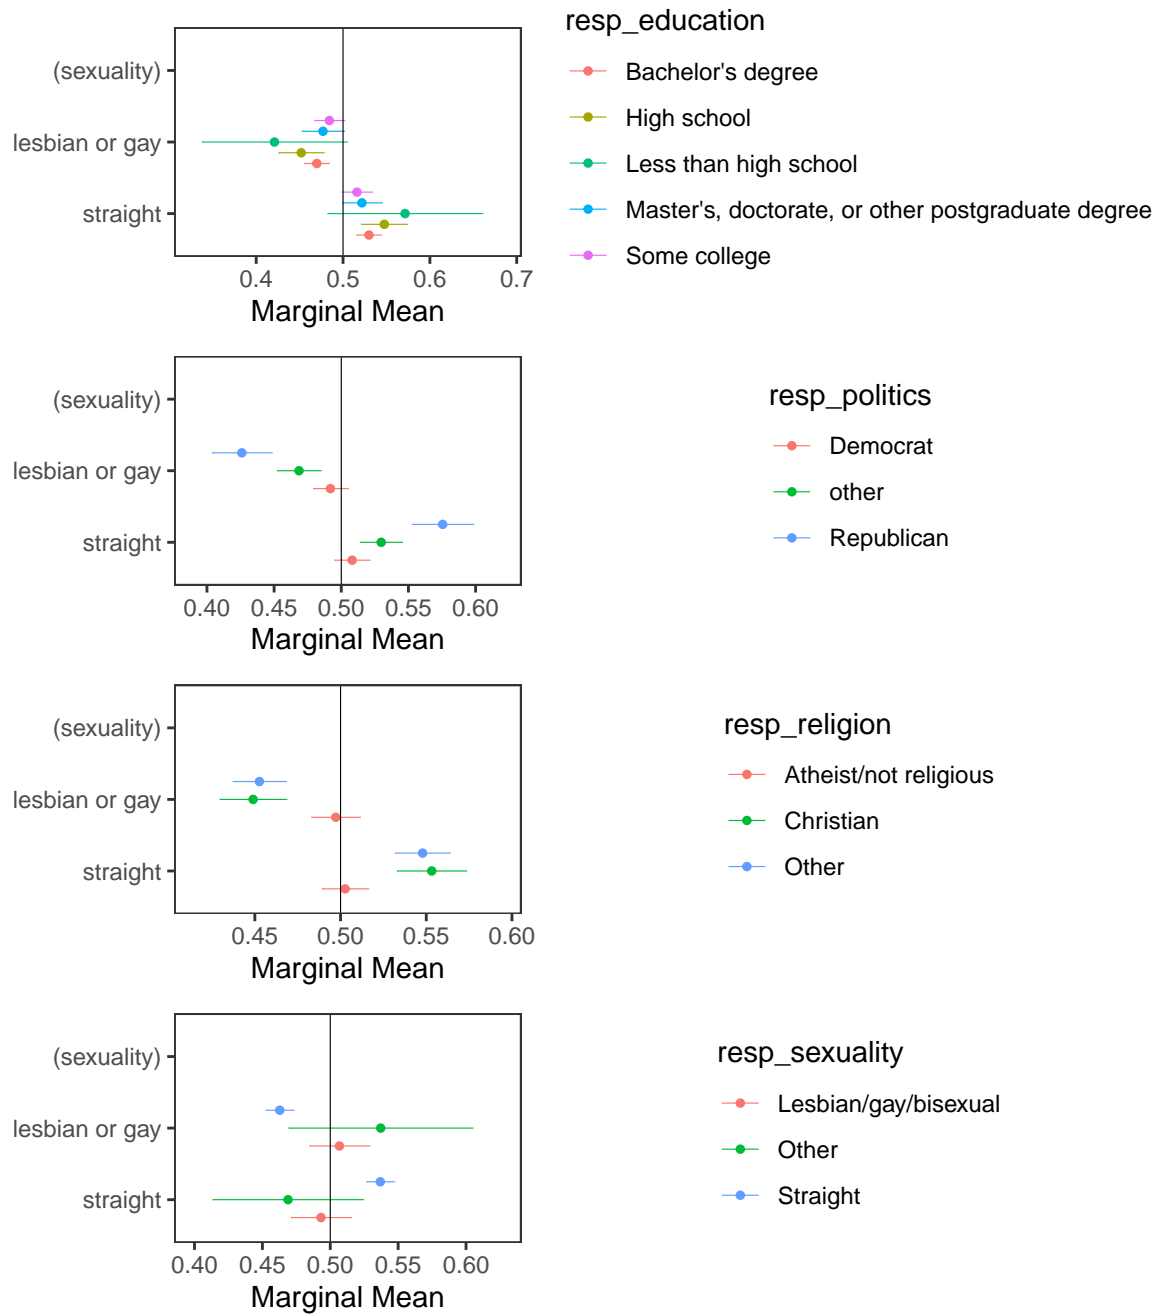 resp_education
(sexuality)
lesbian or gay
straight
0.4 0.5 0.6 0.7
Marginal Mean
Bachelor's degree
High school
Less than high school
Master's, doctorate, or other postgraduate degree
Some college
(sexuality)
lesbian or gay
straight
0.40 0.45 0.50 0.55 0.60
Marginal Mean
resp_politics
Democrat
other
Republican
(sexuality)
lesbian or gay
straight
0.45 0.50 0.55 0.60
Marginal Mean
resp_religion
Atheist/not religious
Christian
Other
(sexuality)
lesbian or gay
straight
0.40 0.45 0.50 0.55 0.60
Marginal Mean
resp_sexuality
Lesbian/gay/bisexual
Other
Straight